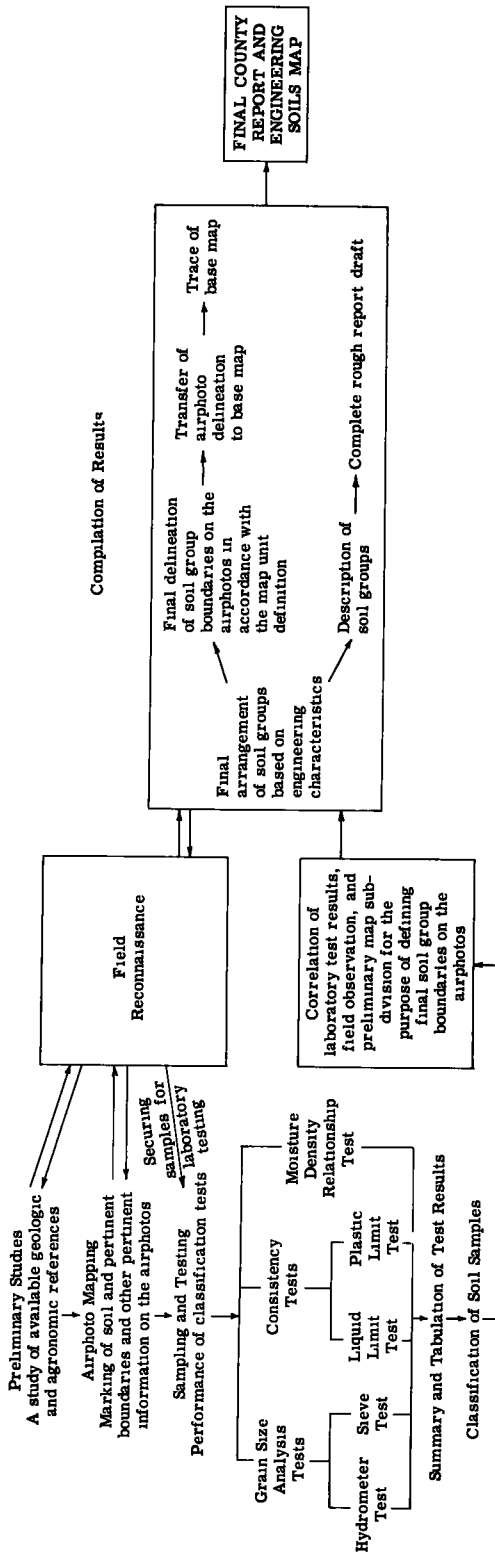 Preliminary Studies
A study of available geologic
and agronomic references
Airphoto Mapping
Marking of soil and pertinent
boundaries and other pertinent
information on the airphotos
Sampling and Testing
Performance of classification tests
Securing
samples for
laboratory
testing
Field
Reconnaissance
Grain Size
Analysis
Tests
Hydrometer
Test
Sieve
Test
Consistency
Tests
Liquid
Limit
Test
Plastic
Limit
Test
Moisture
Density
Relationship
Test
Summary and Tabulation of Test Results
Classification of Soil Samples
Correlation of
laboratory test results,
field observation, and
preliminary map sub-
division for the
purpose of defining
final soil group
boundaries on the
airphotos
Compilation of Results
Final
arrangement
of soil groups
based on
engineering
characteristics
Final delineation
of soil group
boundaries on the
airphotos in
accordance with
the map unit
definition
Transfer of
airphoto
delineation
to base map
Trace of
base map
Description of
soil groups
Complete rough report draft
FINAL COUNTY
REPORT AND
ENGINEERING
SOILS MAP